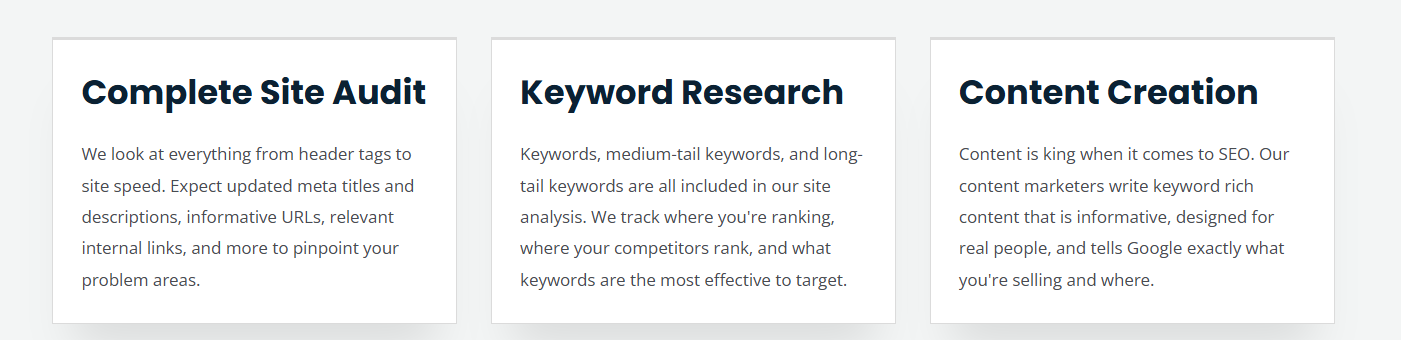 Complete Site Audit
We look at everything from header tags to
site speed. Expect updated meta titles and
descriptions, informative URLs, relevant
internal links, and more to pinpoint your
problem areas.
Keyword Research
Keywords, medium-tail keywords, and long-
tail keywords are all included in our site
analysis. We track where you're ranking,
where your competitors rank, and what
keywords are the most effective to target.
Content Creation
Content is king when it comes to SEO. Our
content marketers write keyword rich
content that is informative, designed for
real people, and tells Google exactly what
you're selling and where.